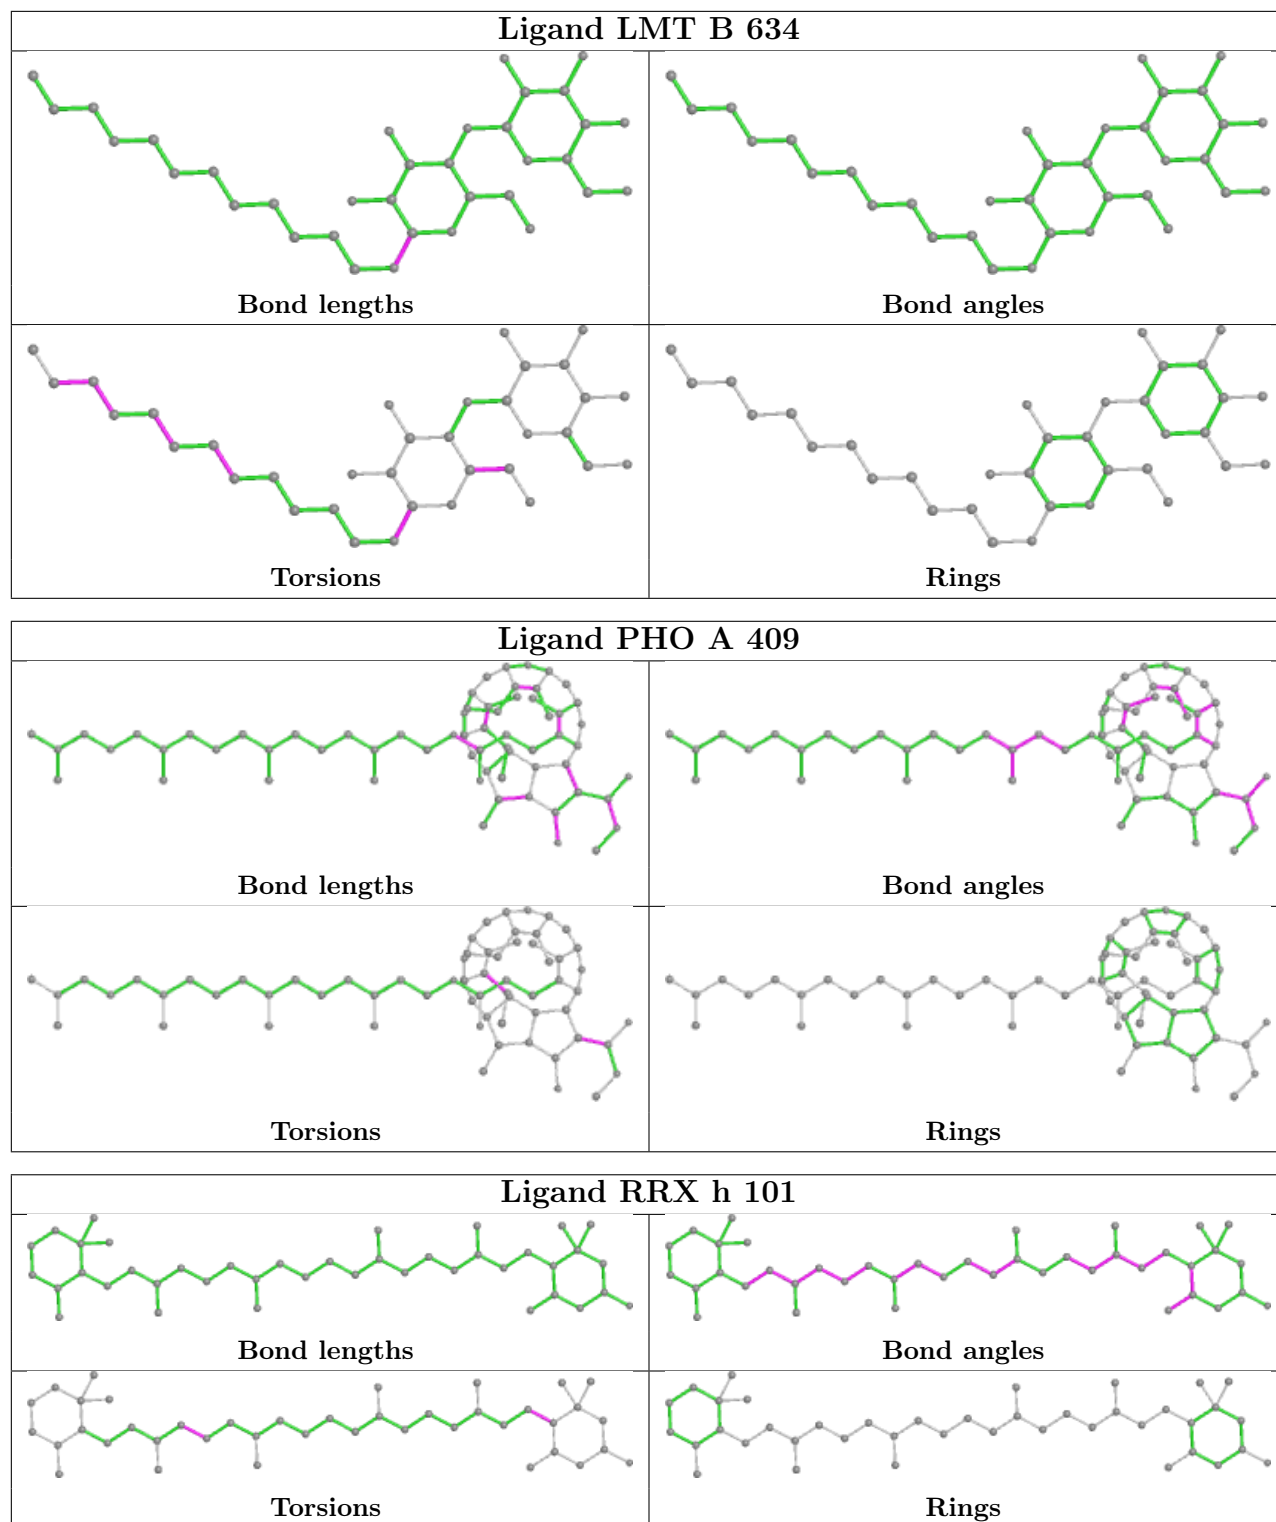 Ligand LMT B 634
Bond lengths
Bond angles
Torsions
Rings
Ligand PHO A 409
Bond lengths
Bond angles
Torsions
Rings
Ligand RRX h 101
Bond lengths
Bond angles
Torsions
Rings